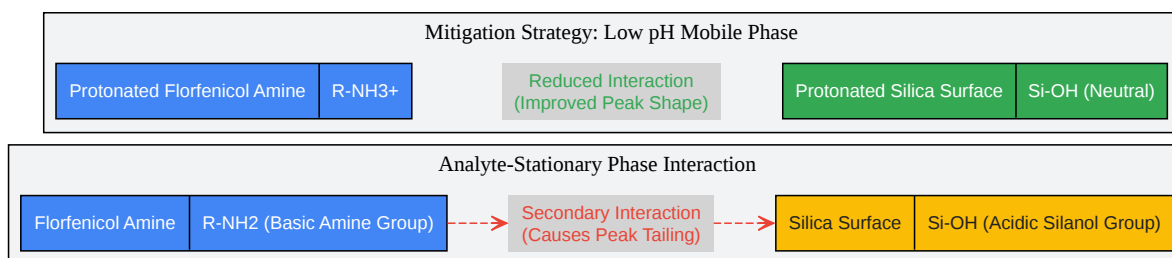 Mitigation Strategy: Low pH Mobile Phase
Protonated Florfenicol Amine
R-NH3+
Reduced Interaction
(Improved Peak Shape)
Protonated Silica Surface
Si-OH (Neutral)
Analyte-Stationary Phase Interaction
Florfenicol Amine
R-NH2 (Basic Amine Group)
Secondary Interaction
(Causes Peak Tailing)
Silica Surface
Si-OH (Acidic Silanol Group)